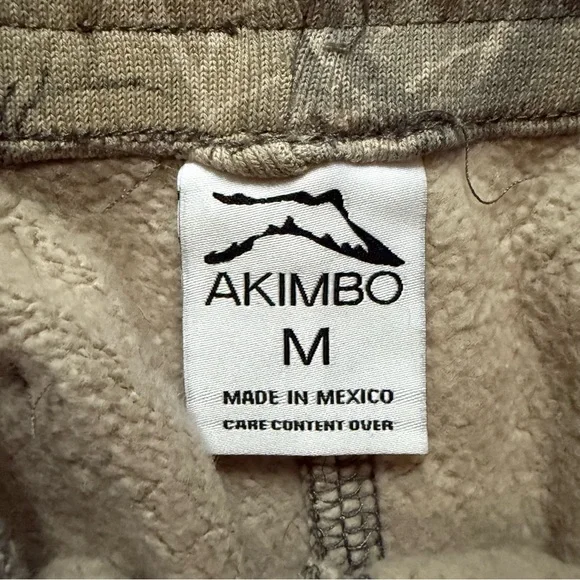 AKIMBO
M
MADE IN MEXICO
CARE CONTENT OVER